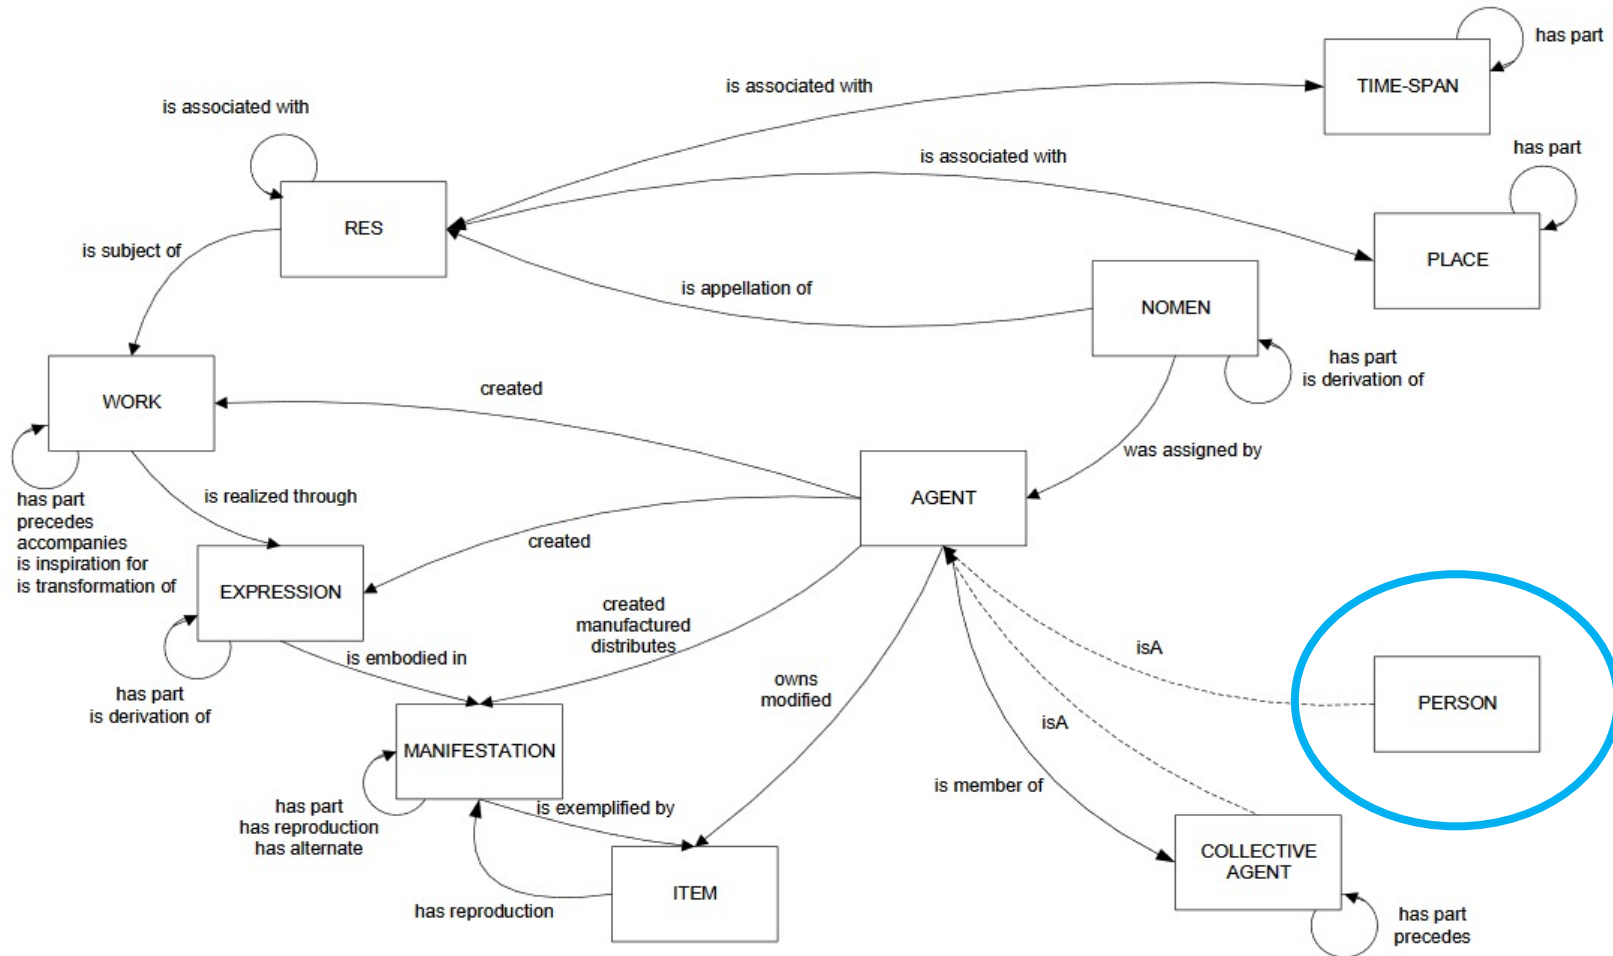 has part
TIME-SPAN
is associated with
is associated with
has part
is associated with
RES
PLACE
is subject of
is appellation of
NOMEN
has part
is derivation of
created
WORK
was assigned by
has part
precedes
accompanies
is inspiration for
is transformation of
is realized through
AGENT
created
EXPRESSION
created
manufactured
distributes
is embodied in
has part
is derivation of
owns
modified
isA
PERSON
isA
MANIFESTATION
is member of
has part
has reproduction
has alternate
is exemplified by
COLLECTIVE
AGENT
ITEM
has reproduction
has part
precedes